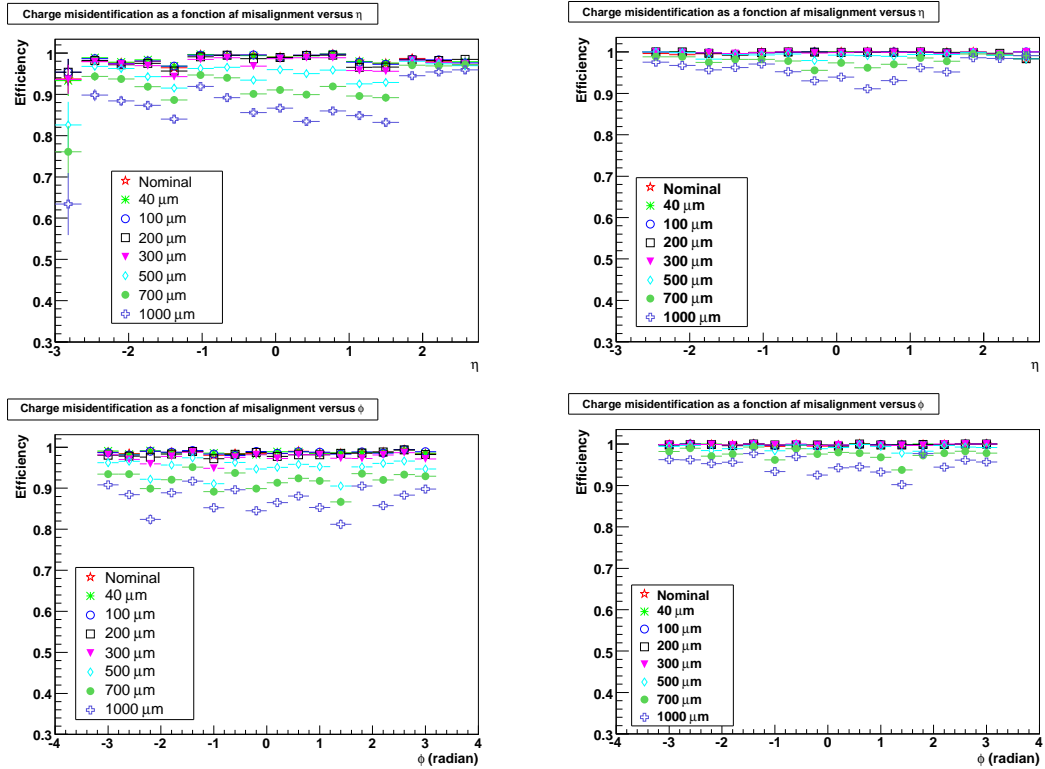 Charge misidentification as a fonction af misalignment versus η
Efficiency
1
0.9
0.8
0.7
0.6
0.5
0.4
0.3
Nominal
40 μm
100 μm
200 μm
300 μm
500 μm
700 μm
1000 μm
-3 -2 -1 0 1 2
η
Charge misidentification as a fonction af misalignment versus η
Efficiency
1
0.9
0.8
0.7
0.6
0.5
0.4
0.3
Nominal
40 μm
100 μm
200 μm
300 μm
500 μm
700 μm
1000 μm
-3 -2 -1 0 1 2
η
Charge misidentification as a fonction af misalignment versus ϕ
Efficiency
1
0.9
0.8
0.7
0.6
0.5
0.4
0.3
Nominal
40 μm
100 μm
200 μm
300 μm
500 μm
700 μm
1000 μm
-4 -3 -2 -1 0 1 2 3 4
ϕ (radian)
Charge misidentification as a fonction af misalignment versus ϕ
Efficiency
1
0.9
0.8
0.7
0.6
0.5
0.4
0.3
Nominal
40 μm
100 μm
200 μm
300 μm
500 μm
700 μm
1000 μm
-4 -3 -2 -1 0 1 2 3 4
ϕ (radian)